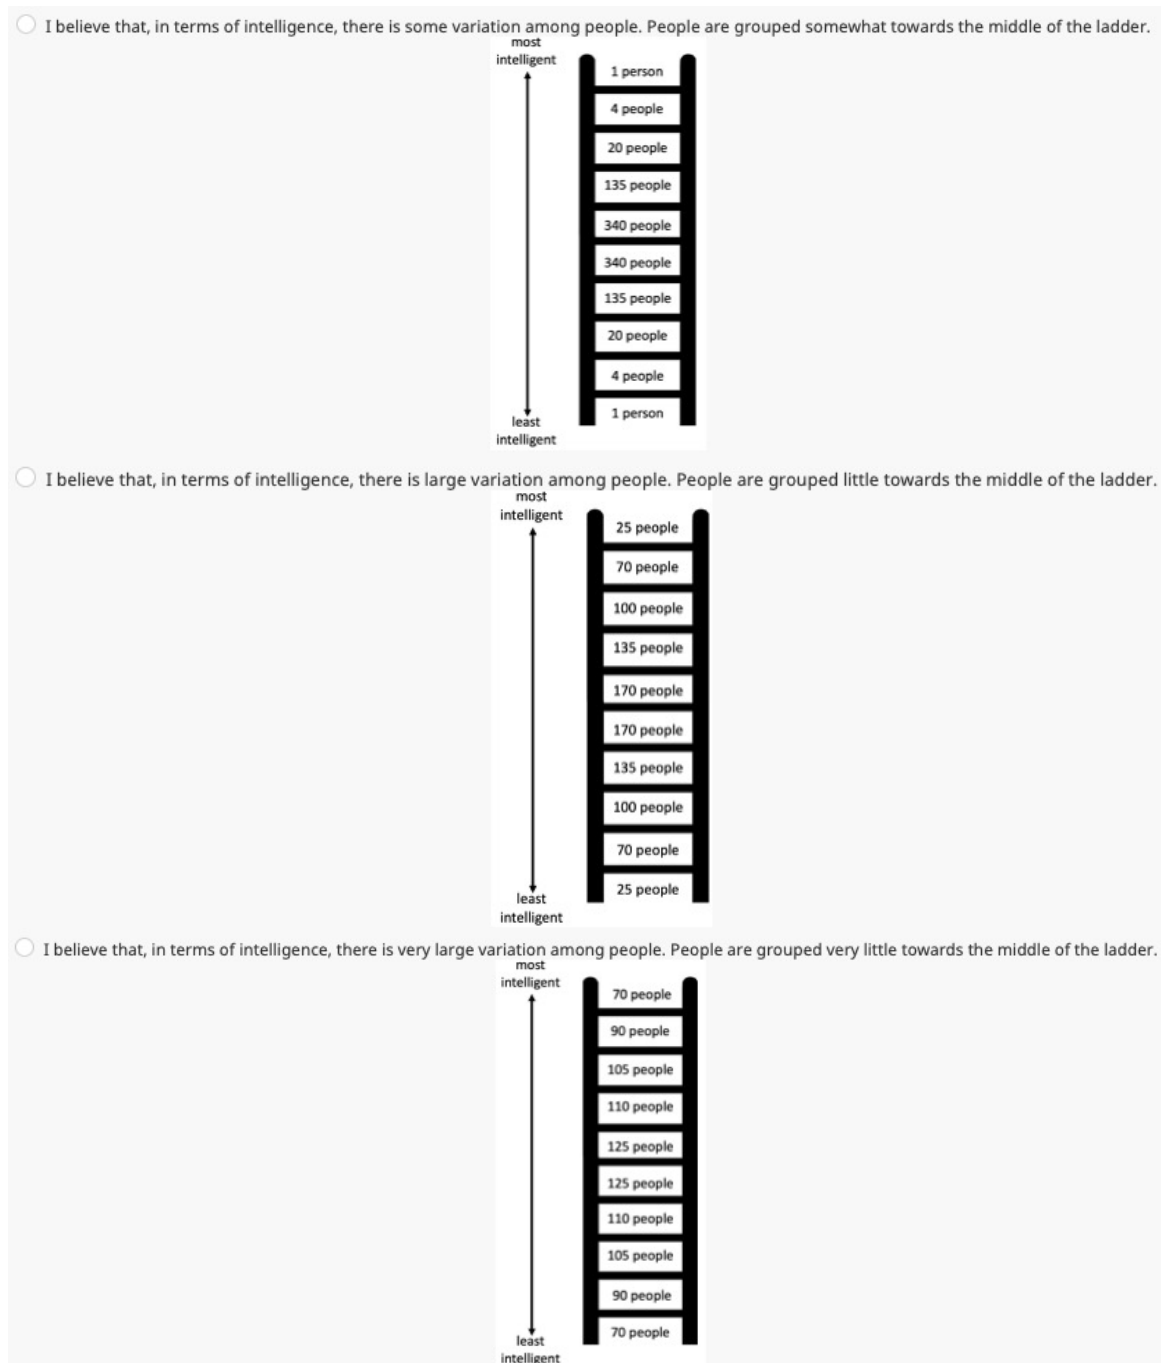 I believe that, in terms of intelligence, there is some variation among people. People are grouped somewhat towards the middle of the ladder.
most
intelligent
1 person
4 people
20 people
135 people
340 people
340 people
135 people
20 people
4 people
1 person
least
intelligent
I believe that, in terms of intelligence, there is large variation among people. People are grouped little towards the middle of the ladder.
most
intelligent
25 people
70 people
100 people
135 people
170 people
170 people
135 people
100 people
70 people
25 people
least
intelligent
I believe that, in terms of intelligence, there is very large variation among people. People are grouped very little towards the middle of the ladder.
most
intelligent
70 people
90 people
105 people
110 people
125 people
125 people
110 people
105 people
90 people
70 people
least
intelligent